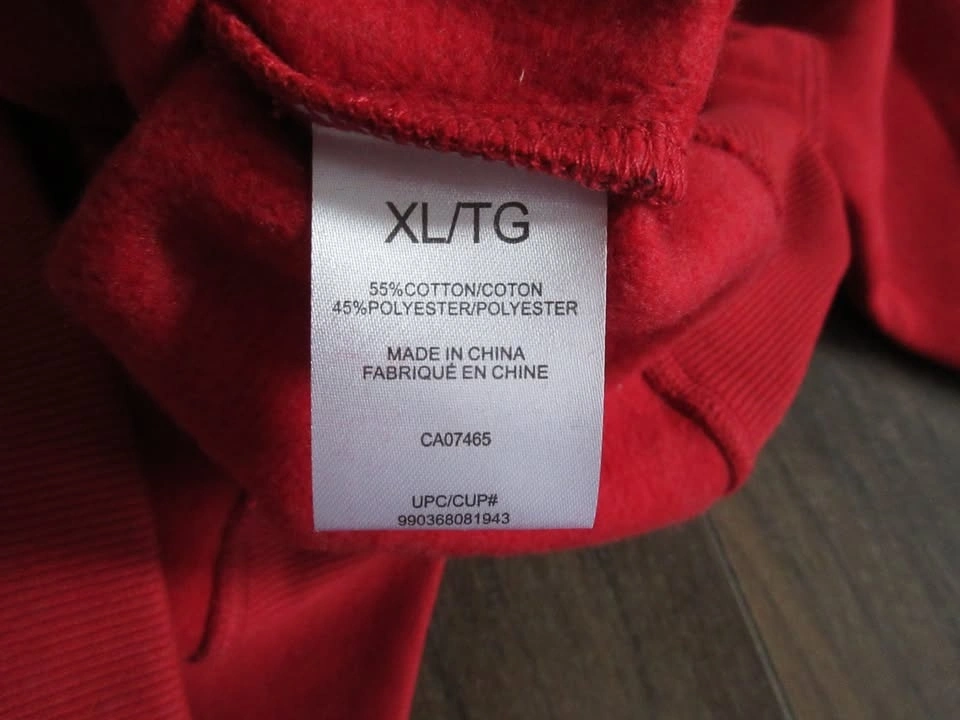 XL/TG
55%COTTON/COTON
45%POLYESTER/POLYESTER
MADE IN CHINA
FABRIQUÉ EN CHINE
CA07465
UPC/CUP#
990368081943